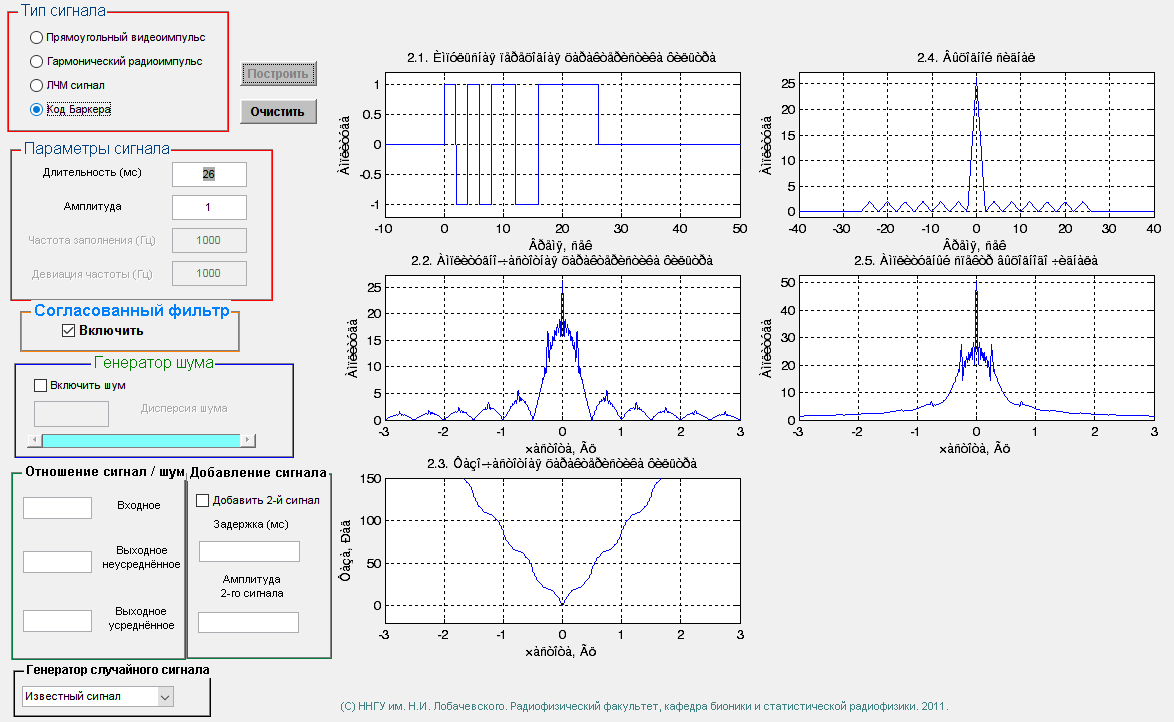 Тип сигнала
Прямоугольный видеоимпульс
Гармонический радиоимпульс
ЛЧМ сигнал
Код Баркера
Построить
Очистить
Параметры сигнала
Длительность (мс)
26
Амплитуда
1
Частота заполнения (Гц)
1000
Девиация частоты (Гц)
1000
Согласованный фильтр
Включить
Генератор шума
Включить шум
Дисперсия шума
Отношение сигнал / шум
Входное
Выходное
неусреднённое
Выходное
усреднённое
Добавление сигнала
Добавить 2-й сигнал
Задержка (мс)
Амплитуда
2-го сигнала
Генератор случайного сигнала
Известный сигнал
2.1. Èìïóëüñíàÿ ïåðåõîäíàÿ õàðàêòåðèñòèêà ôèëüòðà
Àìïëèòóäà
1
0.5
0
-0.5
-1
-10 0 10 20 30 40 50
Âðåìÿ, ñåê
2.2. Àìïëèòóäíî-÷àñòîòíàÿ õàðàêòåðèñòèêà ôèëüòðà
Àìïëèòóäà
25
20
15
10
5
0
-3 -2 -1 0 1 2 3
×àñòîòà, Ãö
2.3. Ôàçî-÷àñòîòíàÿ õàðàêòåðèñòèêà ôèëüòðà
Ôàçà, Ðàä
150
100
50
0
-3 -2 -1 0 1 2 3
×àñòîòà, Ãö
2.4. Âûõîäíîé ñèãíàë
Àìïëèòóäà
25
20
15
10
5
0
-40 -30 -20 -10 0 10 20 30 40
Âðåìÿ, ñåê
2.5. Àìïëèòóäíûé ñïåêòð âûõîäíîãî ñèãíàëà
Àìïëèòóäà
50
40
30
20
10
0
-3 -2 -1 0 1 2 3
×àñòîòà, Ãö
(С) ННГУ им. Н.И. Лобачевского. Радиофизический факультет, кафедра бионики и статистической радиофизики. 2011.